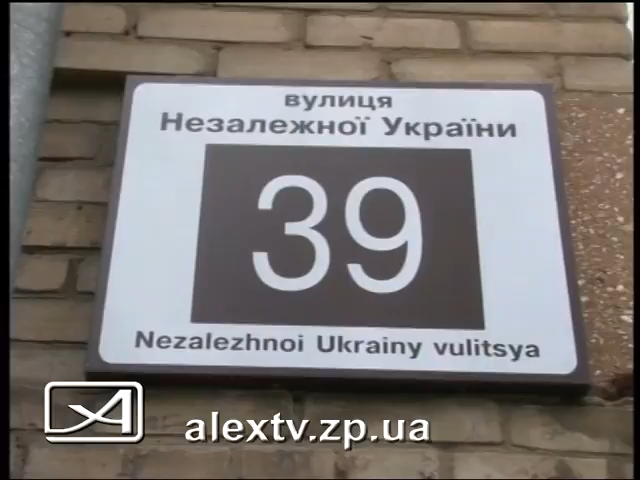 вулиця
Незалежної України
39
Nezalezhnoi Ukrainy vulitsya
alextv.zp.ua